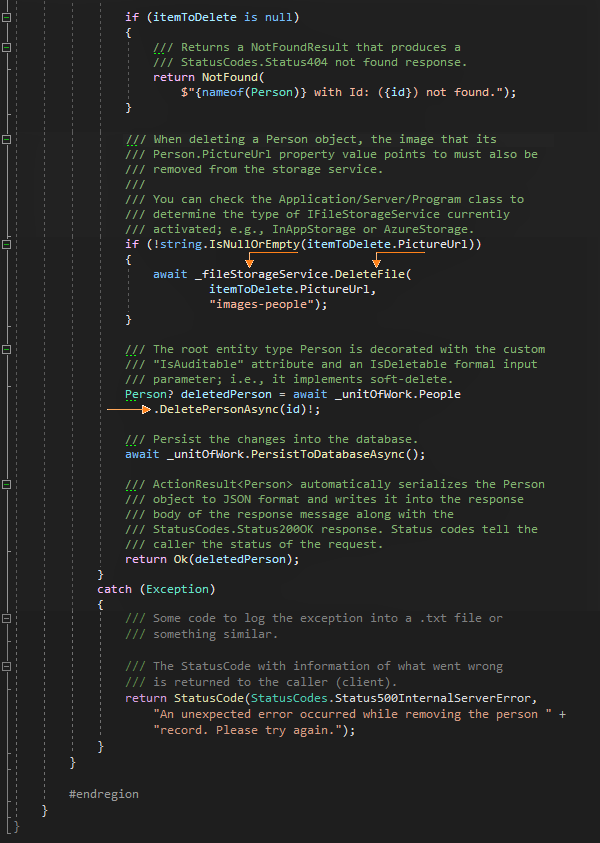 if (itemToDelete is null)
{
/// Returns a NotFoundResult that produces a
/// StatusCodes.Status404 not found response.
return NotFound(
$"{nameof(Person)} with Id: ({id}) not found.");
}
/// When deleting a Person object, the image that its
/// Person.PictureUrl property value points to must also be
/// removed from the storage service.
///
/// You can check the Application/Server/Program class to
/// determine the type of IFileStorageService currently
/// activated; e.g., InAppStorage or AzureStorage.
if (!string.IsNullOrEmpty(itemToDelete.PictureUrl))
{
await _fileStorageService.DeleteFile(
itemToDelete.PictureUrl,
"images-people");
}
/// The root entity type Person is decorated with the custom
/// "IsAuditable" attribute and an IsDeletable formal input
/// parameter; i.e., it implements soft-delete.
Person? deletedPerson = await _unitOfWork.People
.DeletePersonAsync(id)!;
/// Persist the changes into the database.
await _unitOfWork.PersistToDatabaseAsync();
/// ActionResult<Person> automatically serializes the Person
/// object to JSON format and writes it into the response
/// body of the response message along with the
/// StatusCodes.Status200OK response. Status codes tell the
/// caller the status of the request.
return Ok(deletedPerson);
}
catch (Exception)
{
/// Some code to log the exception into a .txt file or
/// something similar.
/// The StatusCode with information of what went wrong
/// is returned to the caller (client).
return StatusCode(StatusCodes.Status500InternalServerError,
"An unexpected error occurred while removing the person " +
"record. Please try again.");
}
}
#endregion
}
}